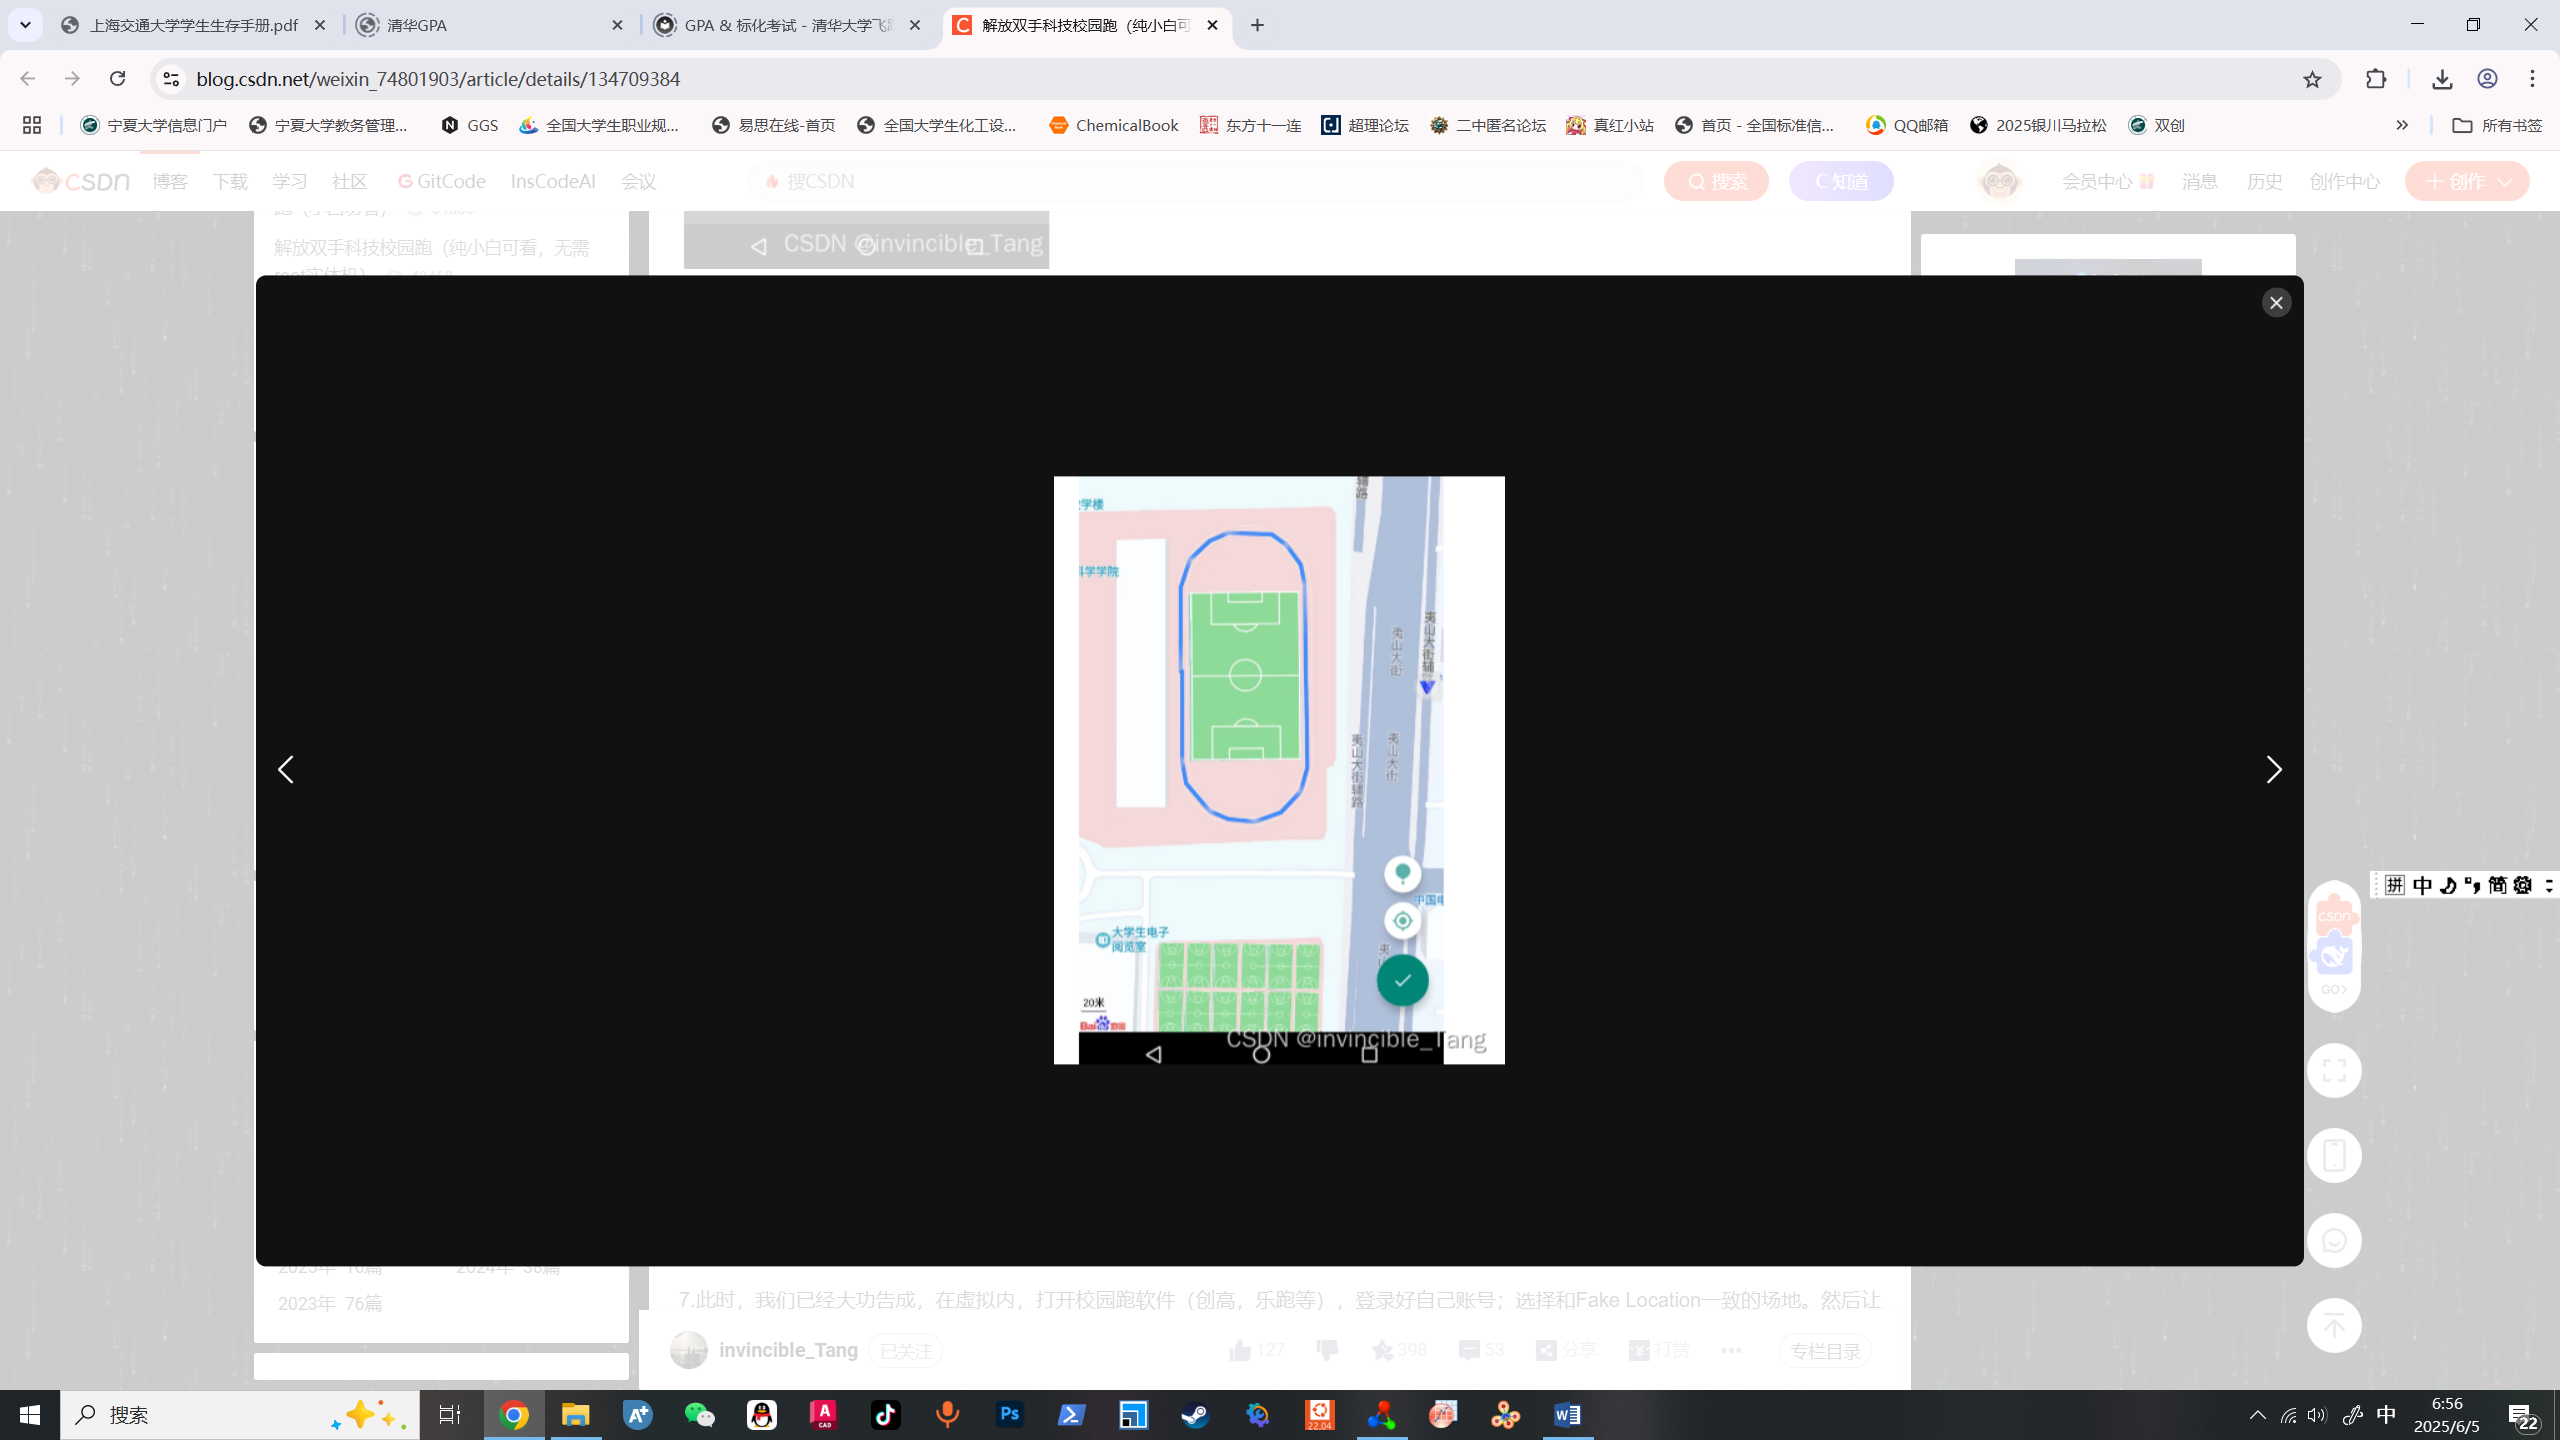 上海交通大学学生生存手册.pdf
清华GPA
GPA & 标化考试 - 清华大学飞
解放双手科技校园跑（纯小白可
blog.csdn.net/weixin_74801903/article/details/134709384
宁夏大学信息门户
宁夏大学教务管理...
GGS
全国大学生职业规...
易思在线-首页
全国大学生化工设...
ChemicalBook
东方十一连
超理论坛
二中匿名论坛
真红小站
首页 - 全国标准信...
QQ邮箱
2025银川马拉松
双创
所有书签
CSDN 博客 下载 学习 社区 GitCode InsCodeAI 会议
搜CSDN
搜索
C 知道
会员中心 消息 历史 创作中心
创作
解放双手科技校园跑（纯小白可看，无需
CSDN @invincible_Tang
学楼
科学学院
辅路
夷山大街
夷山大街辅
夷山大街辅路
夷山大街
中国电
夷山
大学生电子
阅览室
20米
CSDN @invincible_Tang
拼 中 简
CSDN
GO>
2023年 76篇
7.此时，我们已经大功告成，在虚拟内，打开校园跑软件（创高，乐跑等），登录好自己账号；选择和Fake Location一致的场地。然后让
invincible_Tang 已关注
127
398
53
分享
打赏
专栏目录
搜索
A CAD
Ps
22.04
中
6:56
2025/6/5
22